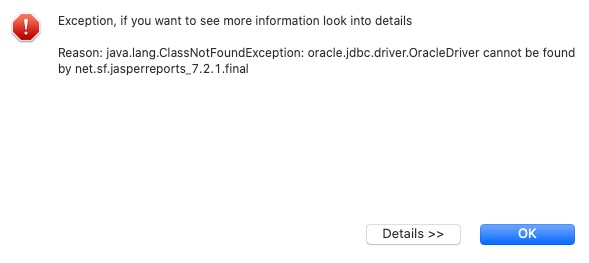 Exception, if you want to see more information look into details
Reason: java.lang.ClassNotFoundException: oracle.jdbc.driver.OracleDriver cannot be found
by net.sf.jasperreports_7.2.1.final
Details >>
OK